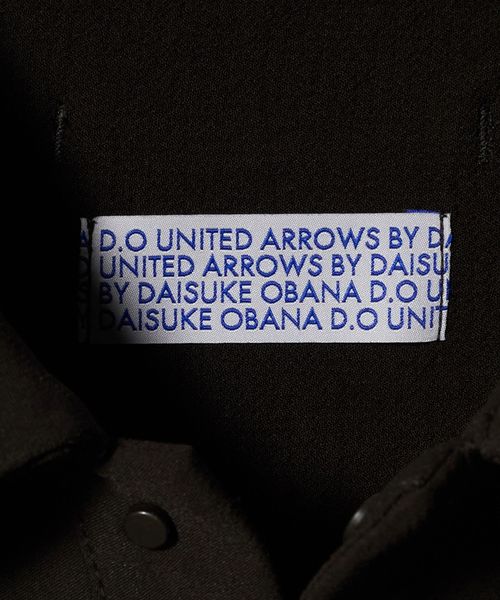 D.O UNITED ARROWS BY DA
UNITED ARROWS BY DAISU
BY DAISUKE OBANA D.O U
DAISUKE OBANA D.O UNIT